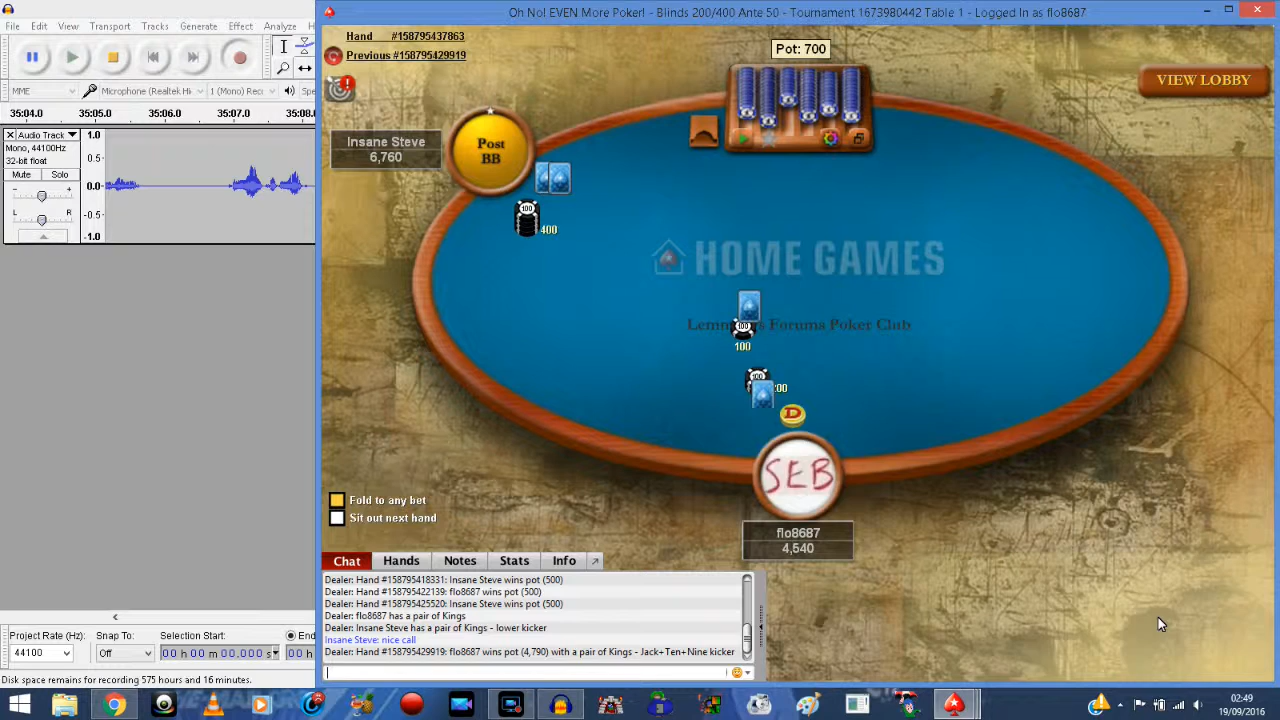 Oh No! EVEN More Poker! - Blinds 200/400 Ante 50 - Tournament 1673980442 Table 1 - Logged In as flo8687
File Edit View Transport Tracks Generate Effect Analyze
Hand #158795437863
Previous #158795429919
Pot: 700
VIEW LOBBY
MME
Microphone (Realtek Hi
1 (Mono) Rec
35:04.0 35:05.0 35:06.0 35:07.0 35:08.
Audio Track
Mono, 44100Hz
32-bit float
Mute Solo
- +
L R
1.0
0.5
0.0
-0.5
-1.0
Insane Steve
6,760
Post
BB
400
HOME GAMES
Forums Poker Club
100
200
D
SEB
flo8687
4,540
Fold to any bet
Sit out next hand
Chat Hands Notes Stats Info
Dealer: Hand #158795418331: Insane Steve wins pot (500)
Dealer: Hand #158795422139: flo8687 wins pot (500)
Dealer: Hand #158795425520: Insane Steve wins pot (500)
Dealer: flo8687 has a pair of Kings
Dealer: Insane Steve has a pair of Kings - lower kicker
Insane Steve: nice call
Dealer: Hand #158795429919: flo8687 wins pot (4,790) with a pair of Kings - Jack+Ten+Nine kicker
Project Rate (Hz): Snap To: Selection Start: End
44100 Off 00 h 00 m 00.000 s 00 h
Disk space remains for recording 575 hours and 16 minutes.
02:49
19/09/2016